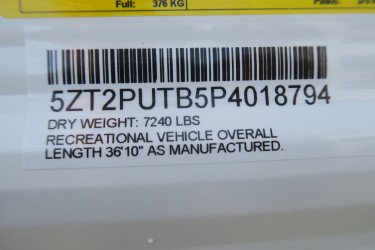 Full: 376 KG
5ZT2PUTB5P4018794
DRY WEIGHT: 7240 LBS
RECREATIONAL VEHICLE OVERALL
LENGTH 36'10" AS MANUFACTURED.